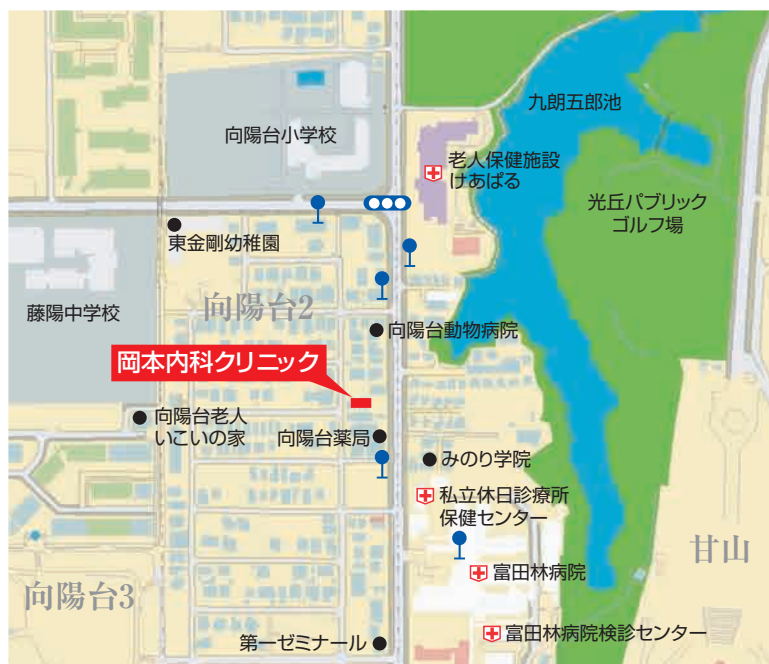 九朗五郎池
向陽台小学校
老人保健施設
けあぱる
光丘パブリック
ゴルフ場
東金剛幼稚園
向陽台2
藤陽中学校
向陽台動物病院
岡本内科クリニック
向陽台老人
いこいの家
向陽台薬局
みのり学院
私立休日診療所
保健センター
甘山
富田林病院
向陽台3
第一ゼミナール
富田林病院検診センター